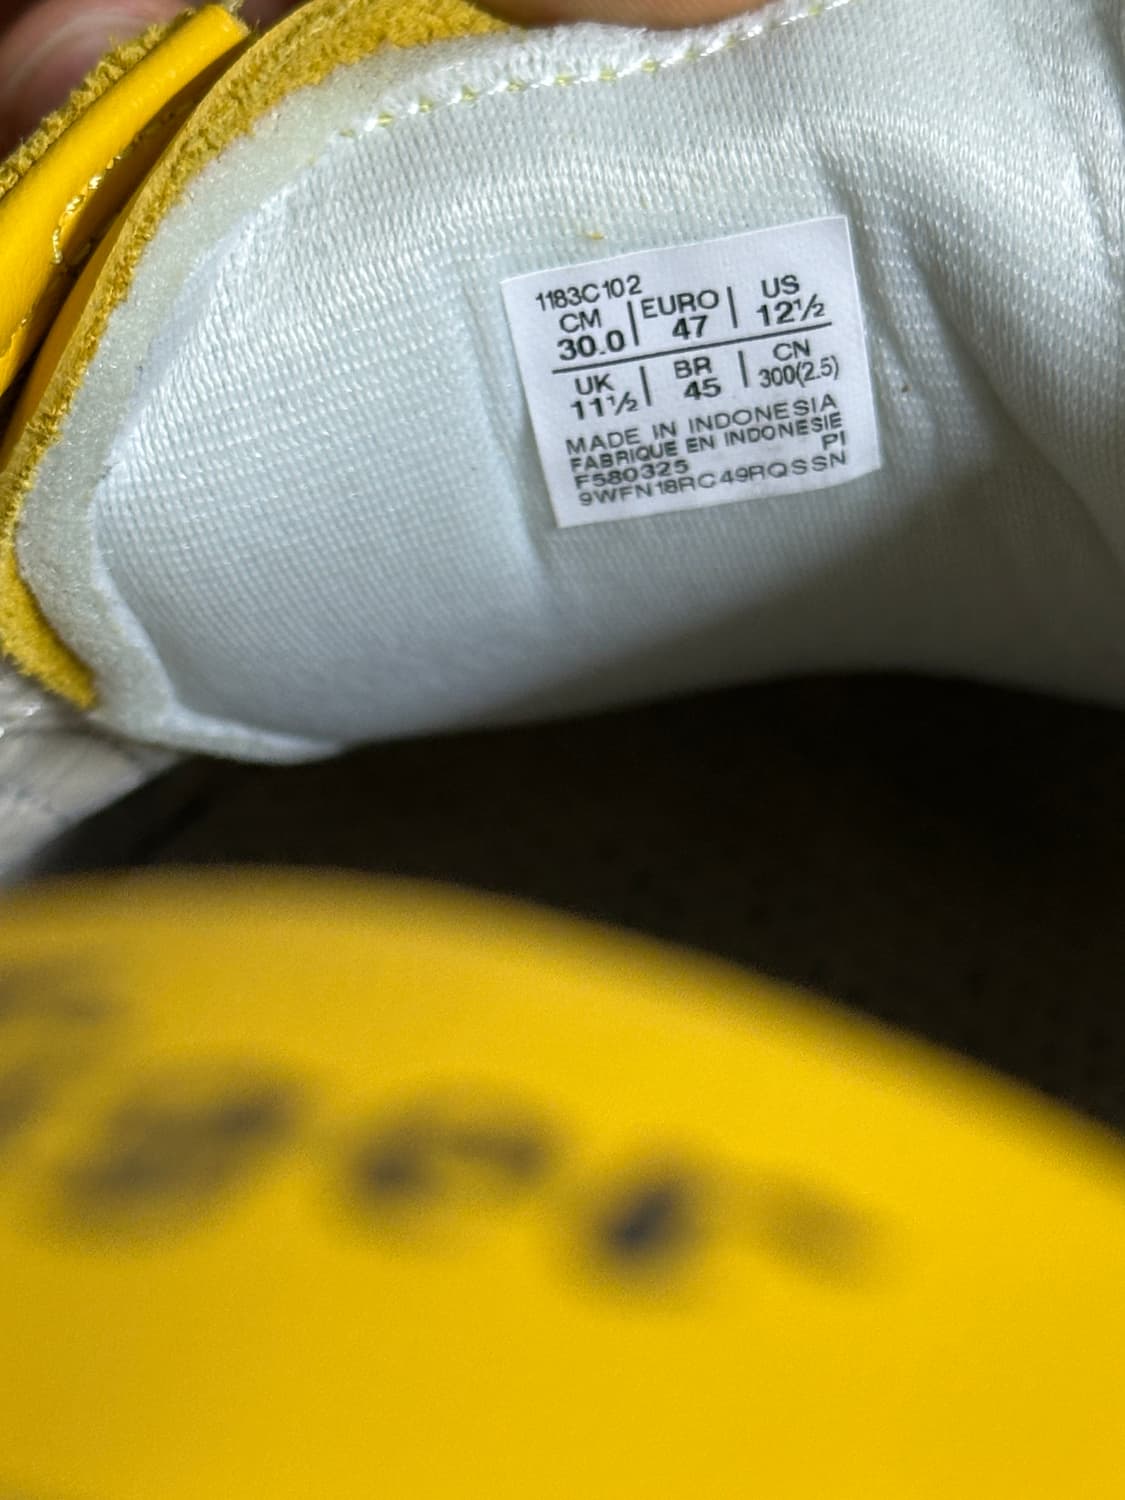 1183C102
CM | EURO | US
30.0 | 47 | 12½
UK | BR | CN
11½ | 45 | 300(2.5)
MADE IN INDONESIA
FABRIQUE EN INDONESIE
F580325 PI
9WFN18RC49RQSSN